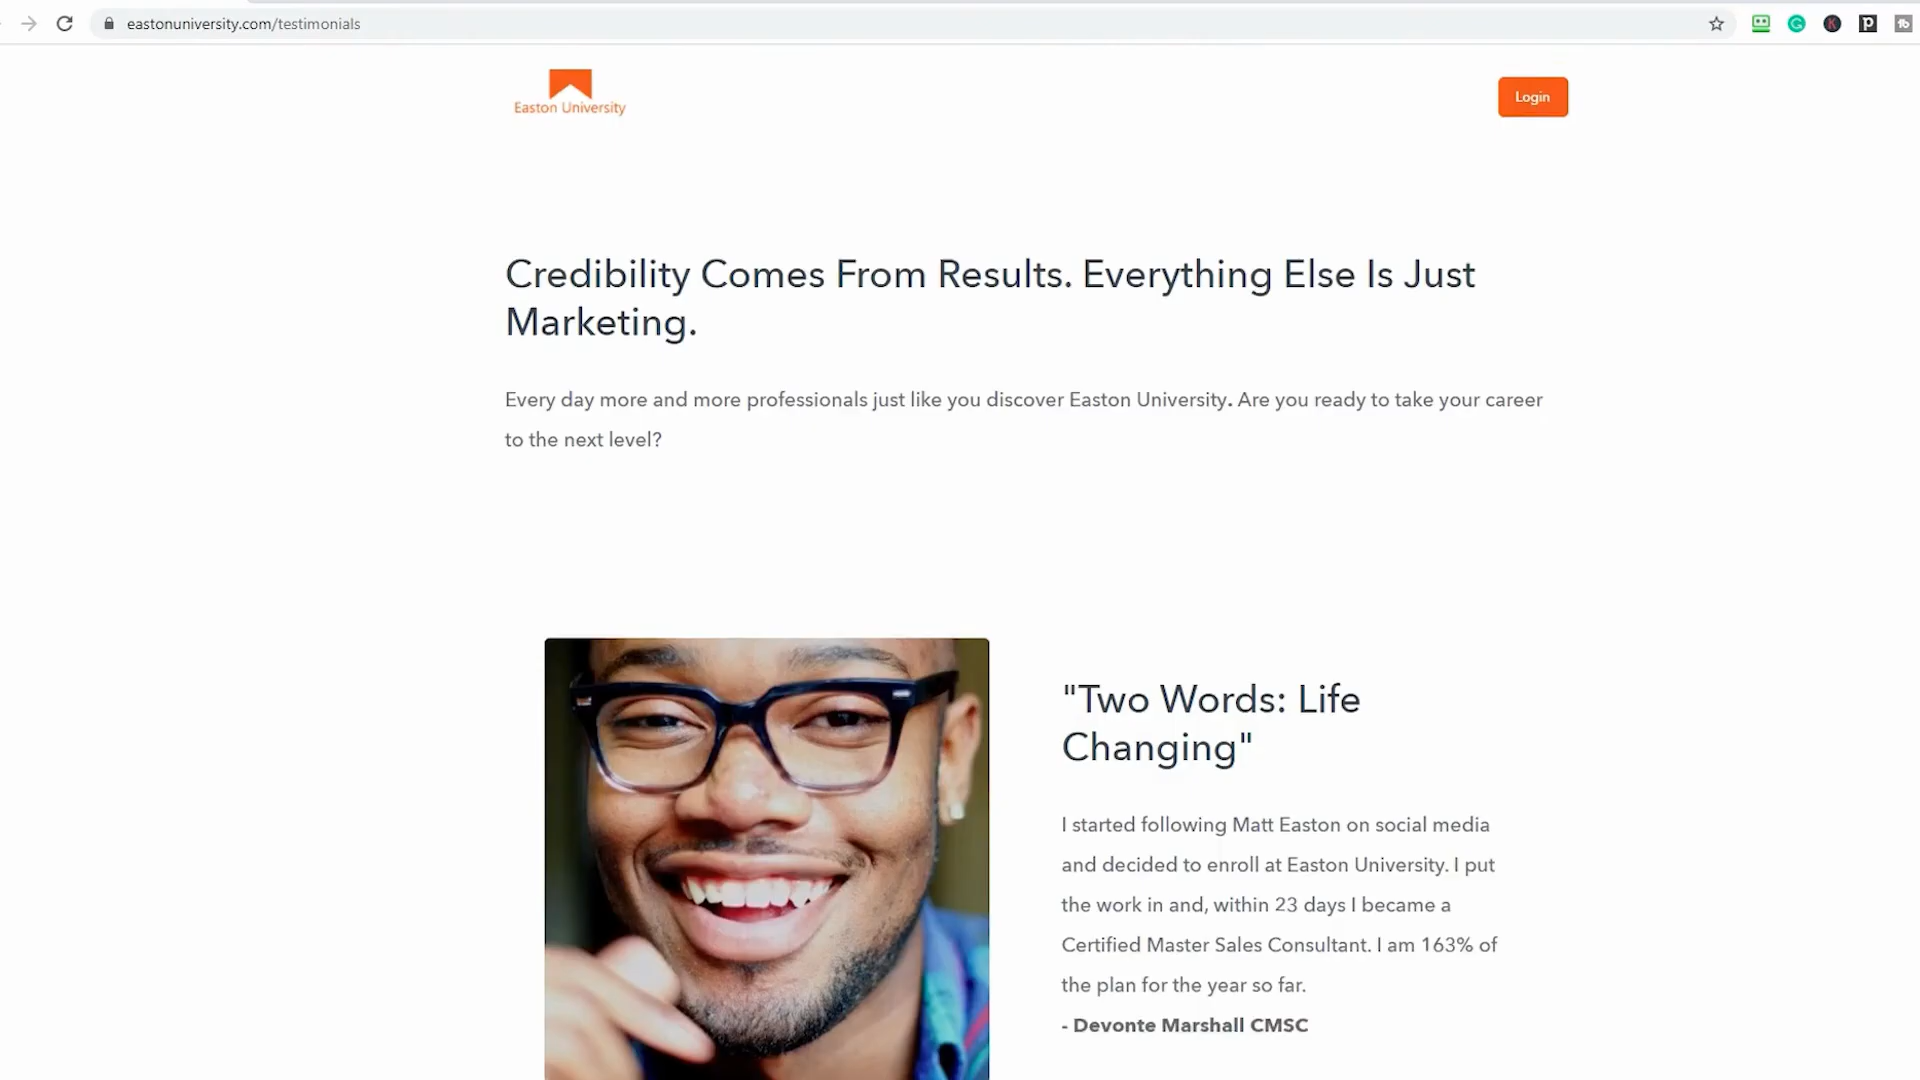 eastonuniversity.com/testimonials
Easton University
Login
Credibility Comes From Results. Everything Else Is Just
Marketing.
Every day more and more professionals just like you discover Easton University. Are you ready to take your career
to the next level?
"Two Words: Life
Changing"
I started following Matt Easton on social media
and decided to enroll at Easton University. I put
the work in and, within 23 days I became a
Certified Master Sales Consultant. I am 163% of
the plan for the year so far.
- Devonte Marshall CMSC